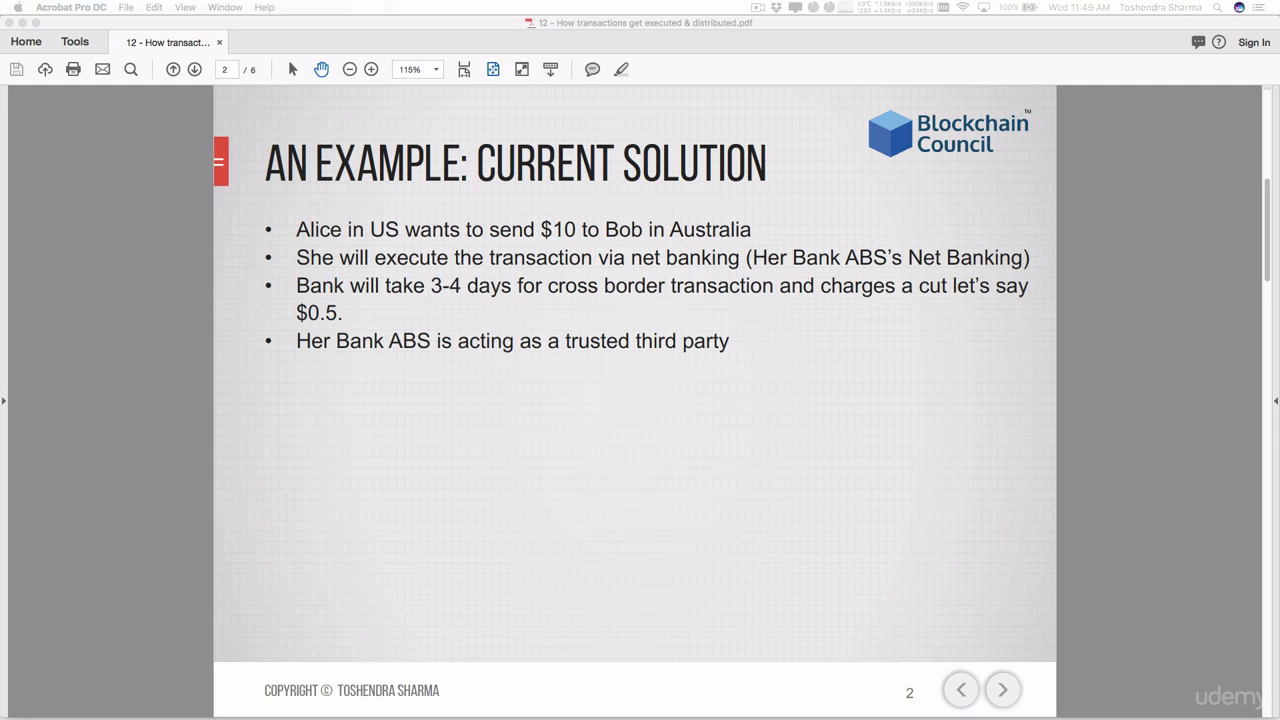 Acrobat Pro DC File Edit View Window Help
100% Wed 11:49 AM Toshendra Sharma
12 - How transactions get executed & distributed.pdf
Home Tools 12 - How transact... × Sign In
2 / 6 115%
Blockchain
Council
TM
AN EXAMPLE: CURRENT SOLUTION
• Alice in US wants to send $10 to Bob in Australia
• She will execute the transaction via net banking (Her Bank ABS’s Net Banking)
• Bank will take 3-4 days for cross border transaction and charges a cut let’s say
$0.5.
• Her Bank ABS is acting as a trusted third party
COPYRIGHT © TOSHENDRA SHARMA
2
udemy